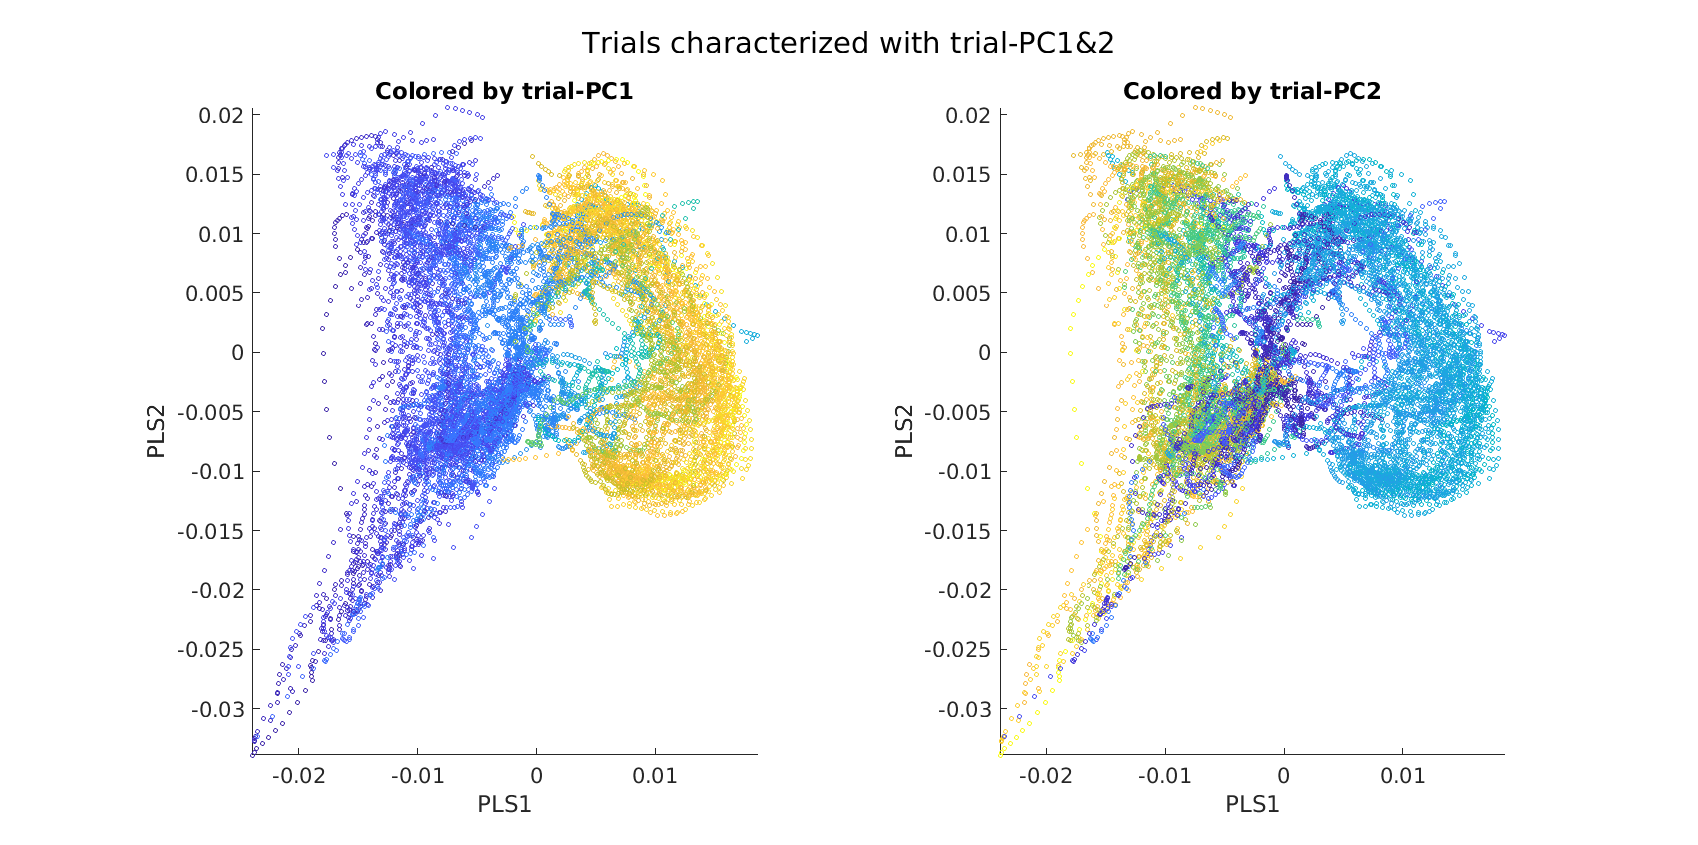 Trials characterized with trial-PC1&2
Colored by trial-PC1
0.02
0.015
0.01
0.005
0
-0.005
-0.01
-0.015
-0.02
-0.025
-0.03
PLS2
-0.02 -0.01 0 0.01
PLS1
Colored by trial-PC2
0.02
0.015
0.01
0.005
0
-0.005
-0.01
-0.015
-0.02
-0.025
-0.03
PLS2
-0.02 -0.01 0 0.01
PLS1